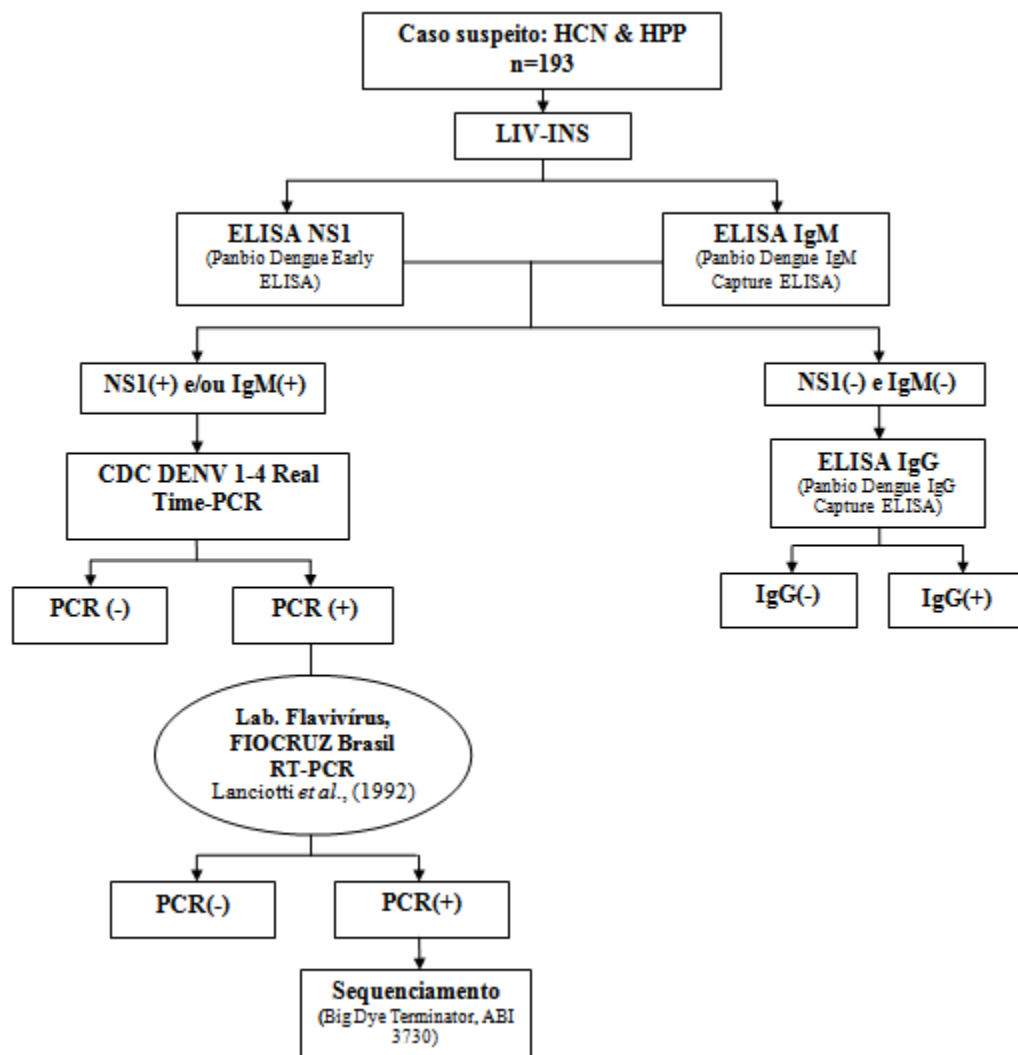 Caso suspeito: HCN & HPP
n=193
LIV-INS
ELISA NS1
(Panbio Dengue Early
ELISA)
ELISA IgM
(Panbio Dengue IgM
Capture ELISA)
NS1(+) e/ou IgM(+)
NS1(-) e IgM(-)
CDC DENV 1-4 Real
Time-PCR
ELISA IgG
(Panbio Dengue IgG
Capture ELISA)
PCR (-)
PCR (+)
IgG(-)
IgG(+)
Lab. Flavivírus,
FIOCRUZ Brasil
RT-PCR
Lanciotti et al., (1992)
PCR(-)
PCR(+)
Sequenciamento
(Big Dye Terminator, ABI
3730)